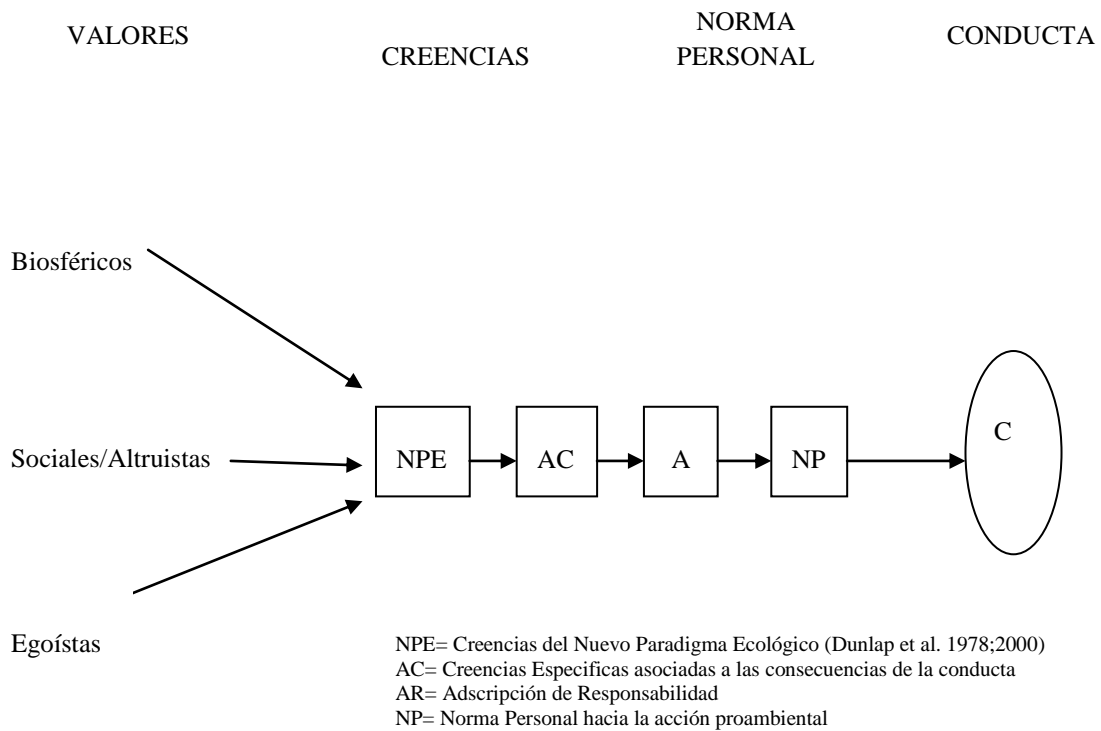 VALORES
CREENCIAS
NORMA
PERSONAL
CONDUCTA
Biosféricos
Sociales/Altruistas
NPE
AC
A
NP
C
Egoístas
NPE= Creencias del Nuevo Paradigma Ecológico (Dunlap et al. 1978;2000)
AC= Creencias Especificas asociadas a las consecuencias de la conducta
AR= Adscripción de Responsabilidad
NP= Norma Personal hacia la acción proambiental